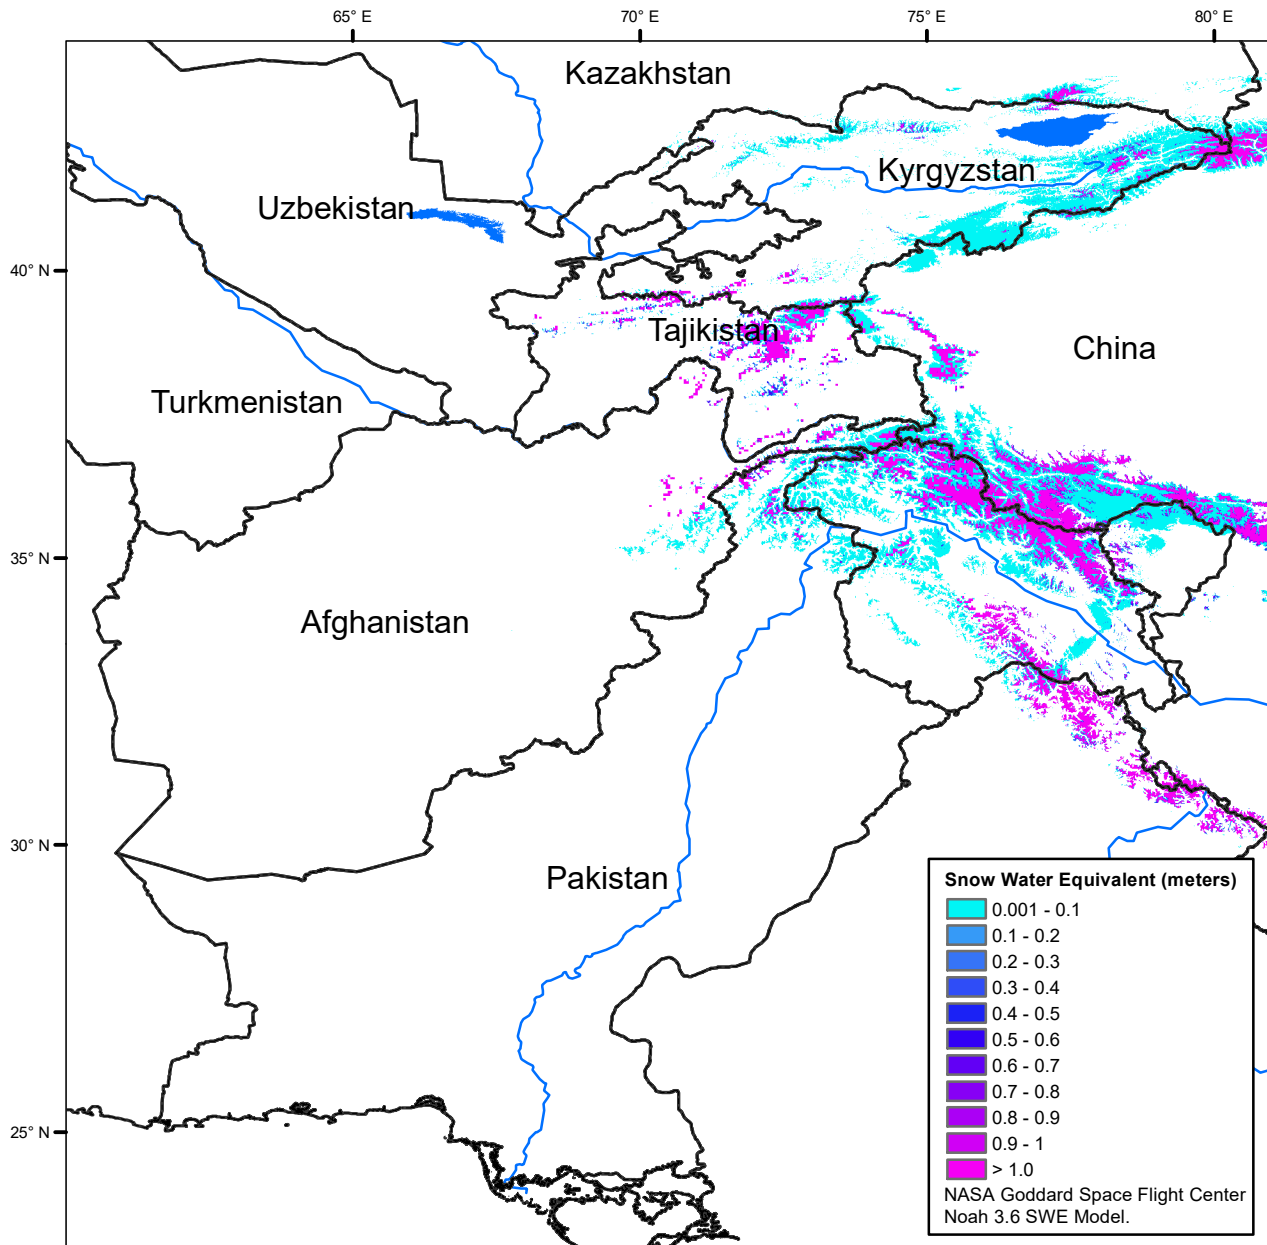 65° E
70° E
75° E
80° E
Kazakhstan
Kyrgyzstan
Uzbekistan
40° N
Tajikistan
China
Turkmenistan
35° N
Afghanistan
30° N
Pakistan
25° N
Snow Water Equivalent (meters)
0.001 - 0.1
0.1 - 0.2
0.2 - 0.3
0.3 - 0.4
0.4 - 0.5
0.5 - 0.6
0.6 - 0.7
0.7 - 0.8
0.8 - 0.9
0.9 - 1
> 1.0
NASA Goddard Space Flight Center
Noah 3.6 SWE Model.